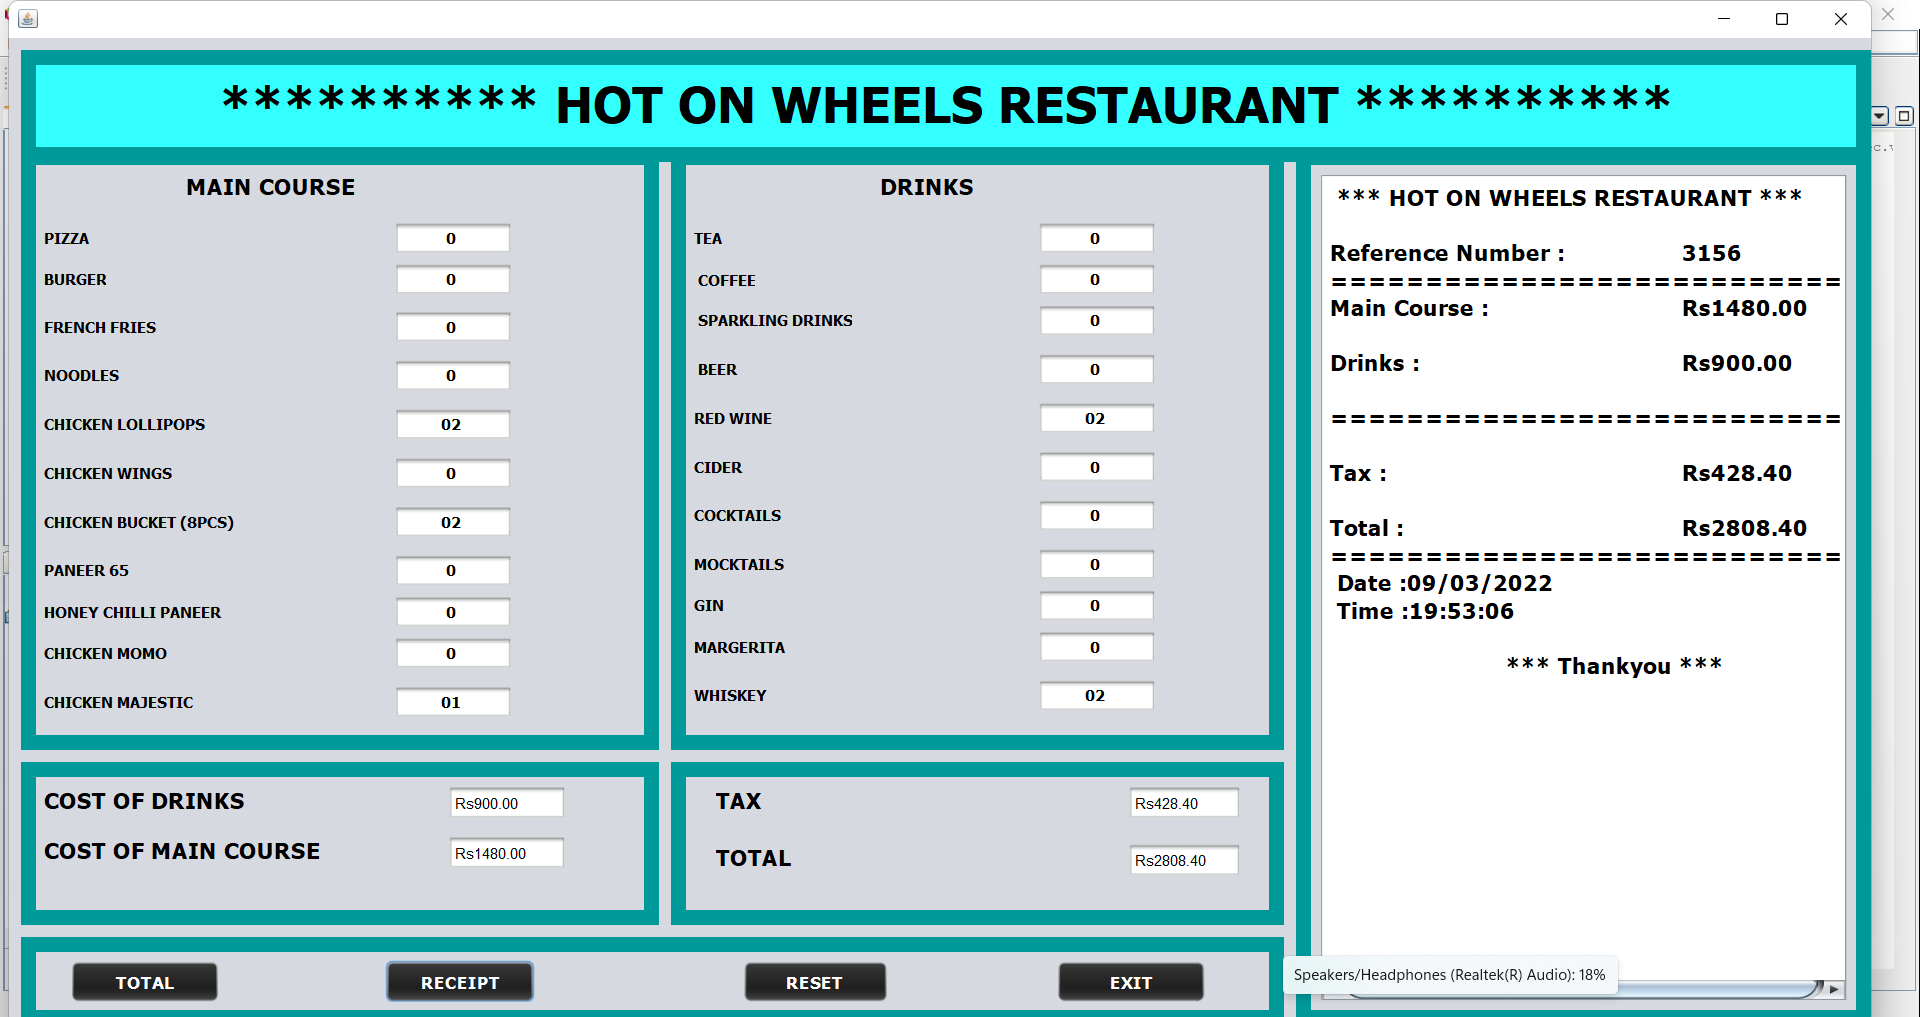 ********** HOT ON WHEELS RESTAURANT **********
MAIN COURSE
PIZZA 0
BURGER 0
FRENCH FRIES 0
NOODLES 0
CHICKEN LOLLIPOPS 02
CHICKEN WINGS 0
CHICKEN BUCKET (8PCS) 02
PANEER 65 0
HONEY CHILLI PANEER 0
CHICKEN MOMO 0
CHICKEN MAJESTIC 01
DRINKS
TEA 0
COFFEE 0
SPARKLING DRINKS 0
BEER 0
RED WINE 02
CIDER 0
COCKTAILS 0
MOCKTAILS 0
GIN 0
MARGERITA 0
WHISKEY 02
COST OF DRINKS Rs900.00
COST OF MAIN COURSE Rs1480.00
TAX Rs428.40
TOTAL Rs2808.40
TOTAL RECEIPT RESET EXIT
*** HOT ON WHEELS RESTAURANT ***
Reference Number : 3156
===========================
Main Course : Rs1480.00
Drinks : Rs900.00
===========================
Tax : Rs428.40
Total : Rs2808.40
===========================
Date :09/03/2022
Time :19:53:06
*** Thankyou ***
Speakers/Headphones (Realtek(R) Audio): 18%